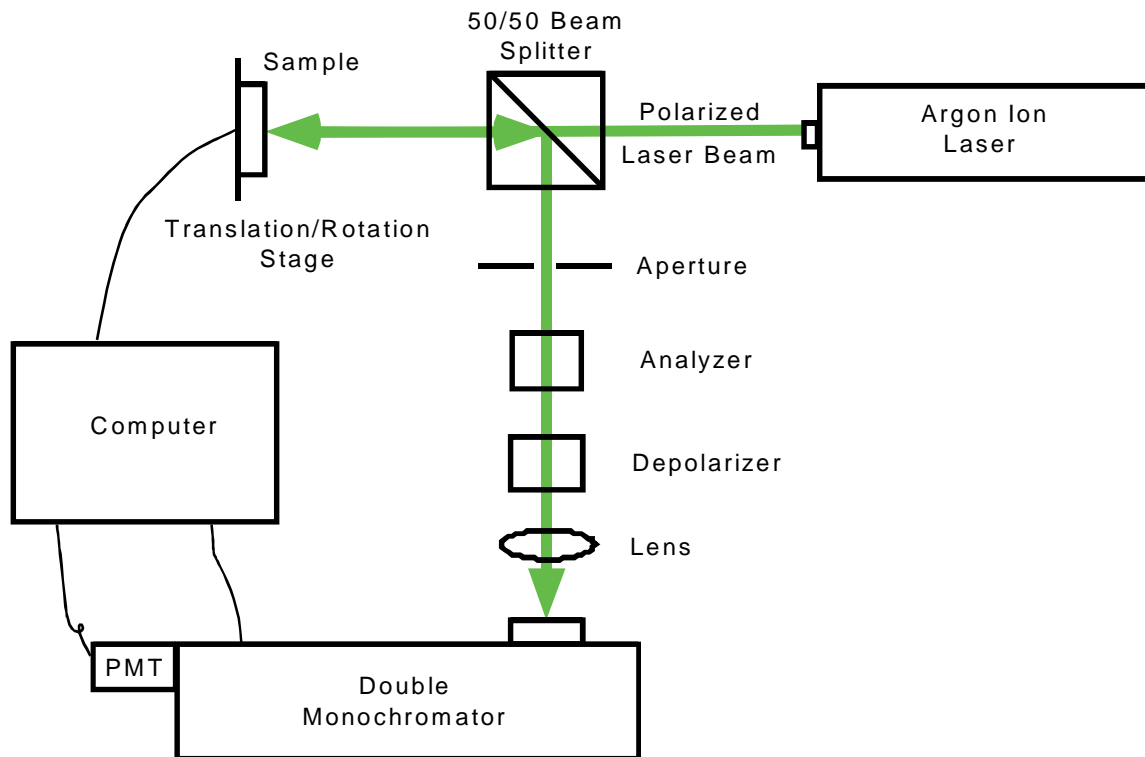 50/50 Beam
Splitter
Sample
Polarized
Laser Beam
Argon Ion
Laser
Translation/Rotation
Stage
Aperture
Analyzer
Computer
Depolarizer
Lens
PMT
Double
Monochromator